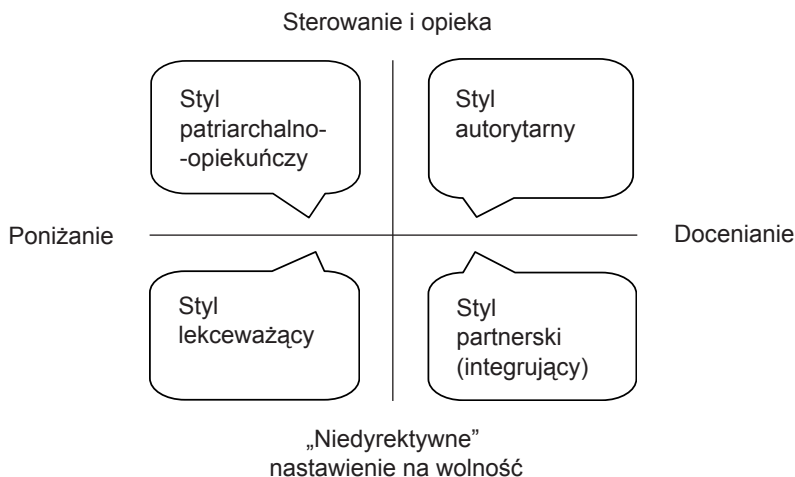 Sterowanie i opieka
Styl
patriarchalno-
-opiekuńczy
Styl
autorytarny
Poniżanie
Docenianie
Styl
lekceważący
Styl
partnerski
(integrujący)
„Niedyrektywne”
nastawienie na wolność